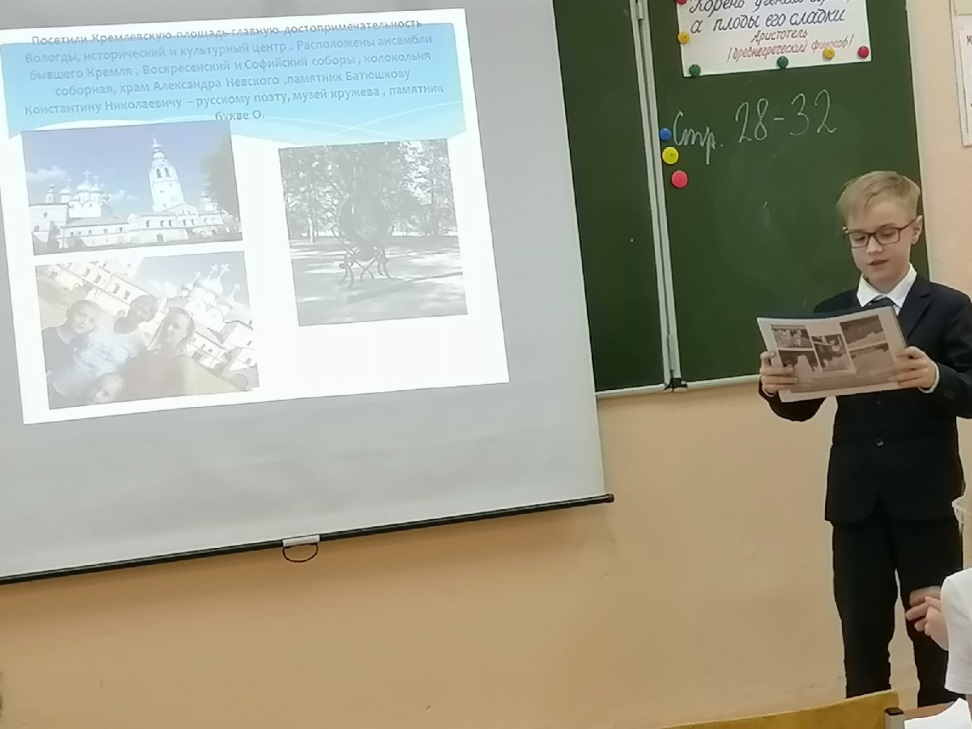 Посетили Кремлевскую площадь-главную достопримечательность
Вологды, исторический и культурный центр . Расположены ансамбли
бывшего Кремля , Воскресенский и Софийский соборы , колокольня
соборная, храм Александра Невского ,памятник Батюшкову
Константину Николаевичу – русскому поэту, музей кружева , памятник
букве О.
Корень учения
а плоды его сладки
Аристотель
(древнегреческий философ)
Стр. 28-32